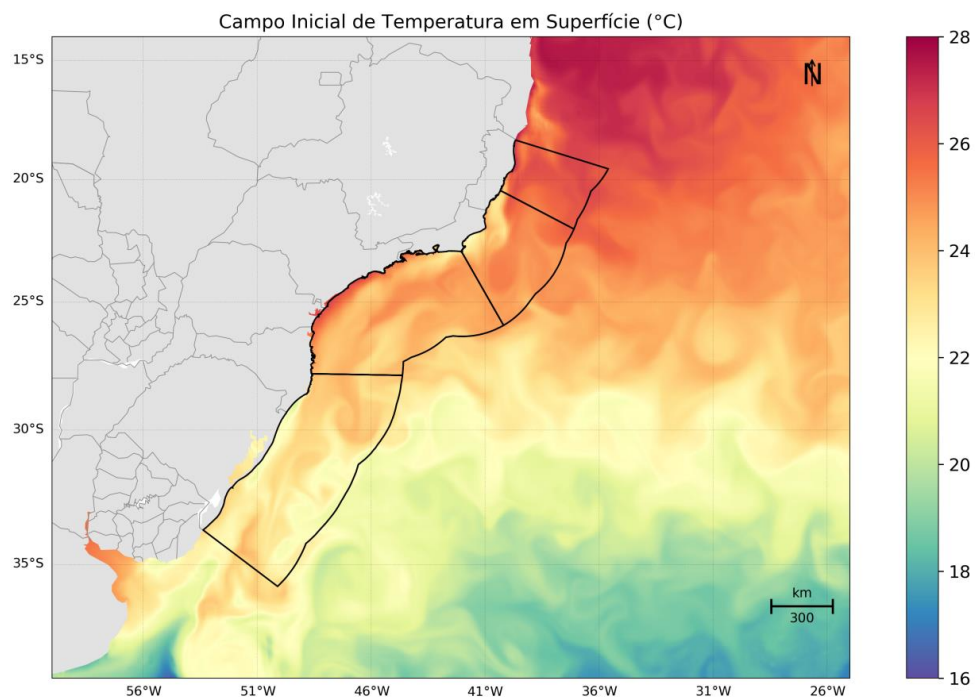 Campo Inicial de Temperatura em Superfície (°C)
15°S
20°S
25°S
30°S
35°S
56°W
51°W
46°W
41°W
36°W
31°W
26°W
N
km
300
28
26
24
22
20
18
16